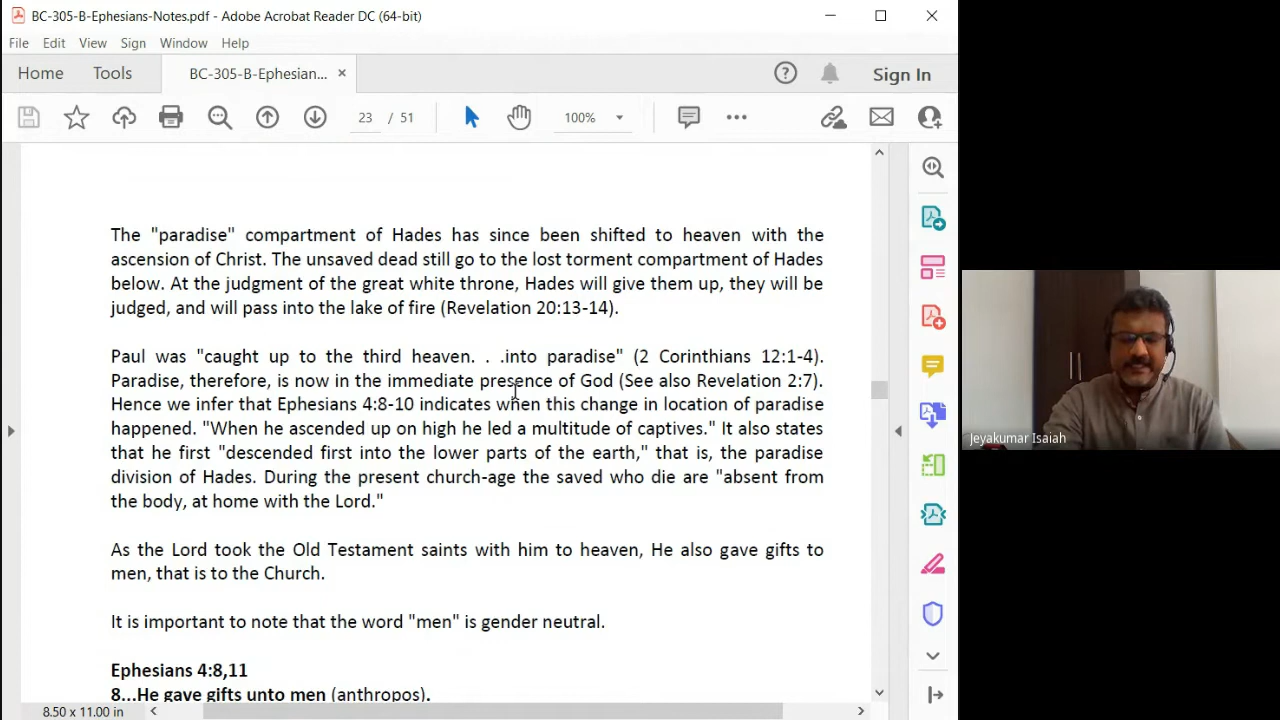 BC-305-B-Ephesians-Notes.pdf - Adobe Acrobat Reader DC (64-bit)
File Edit View Sign Window Help
Home Tools BC-305-B-Ephesian... × Sign In
23 / 51 100%
The "paradise" compartment of Hades has since been shifted to heaven with the
ascension of Christ. The unsaved dead still go to the lost torment compartment of Hades
below. At the judgment of the great white throne, Hades will give them up, they will be
judged, and will pass into the lake of fire (Revelation 20:13-14).
Paul was "caught up to the third heaven. . .into paradise" (2 Corinthians 12:1-4).
Paradise, therefore, is now in the immediate presence of God (See also Revelation 2:7).
Hence we infer that Ephesians 4:8-10 indicates when this change in location of paradise
happened. "When he ascended up on high he led a multitude of captives." It also states
that he first "descended first into the lower parts of the earth," that is, the paradise
division of Hades. During the present church-age the saved who die are "absent from
the body, at home with the Lord."
As the Lord took the Old Testament saints with him to heaven, He also gave gifts to
men, that is to the Church.
It is important to note that the word "men" is gender neutral.
Ephesians 4:8,11
8...He gave gifts unto men (anthropos).
8.50 x 11.00 in
Jeyakumar Isaiah